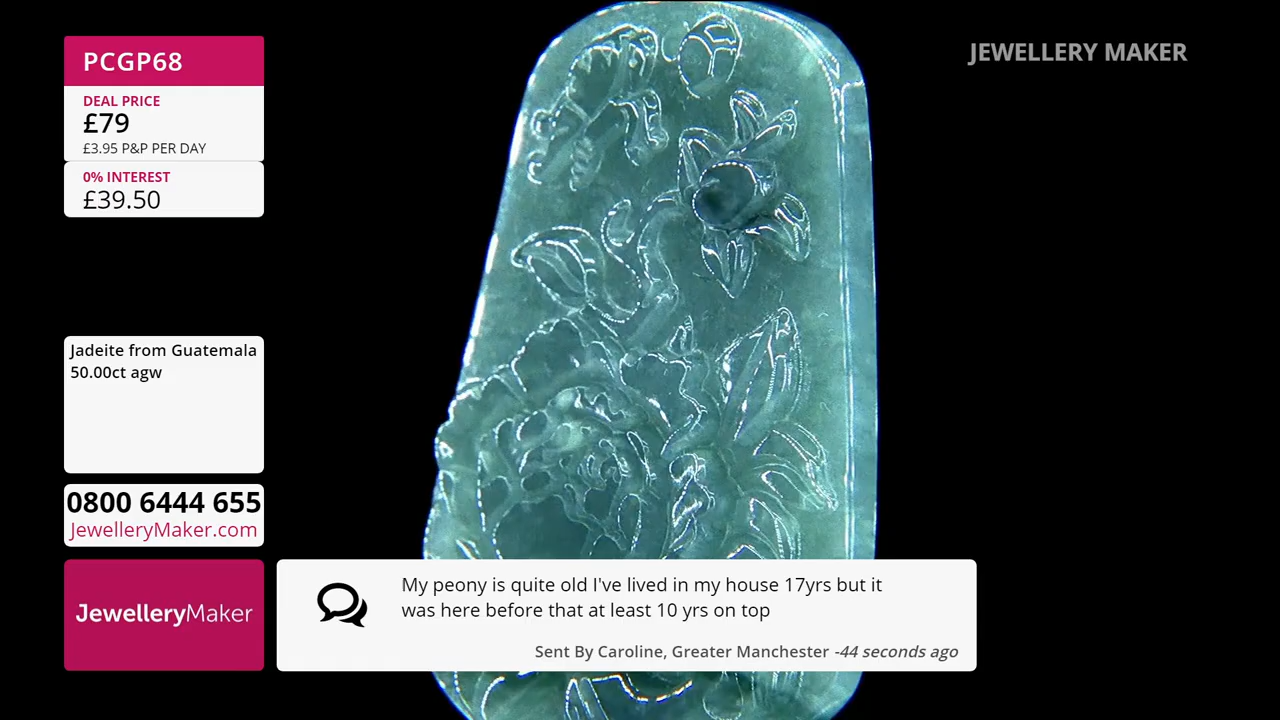 PCGP68
DEAL PRICE
£79
£3.95 P&P PER DAY
0% INTEREST
£39.50
JEWELLERY MAKER
Jadeite from Guatemala
50.00ct agw
0800 6444 655
JewelleryMaker.com
JewelleryMaker
My peony is quite old I've lived in my house 17yrs but it
was here before that at least 10 yrs on top
Sent By Caroline, Greater Manchester -44 seconds ago